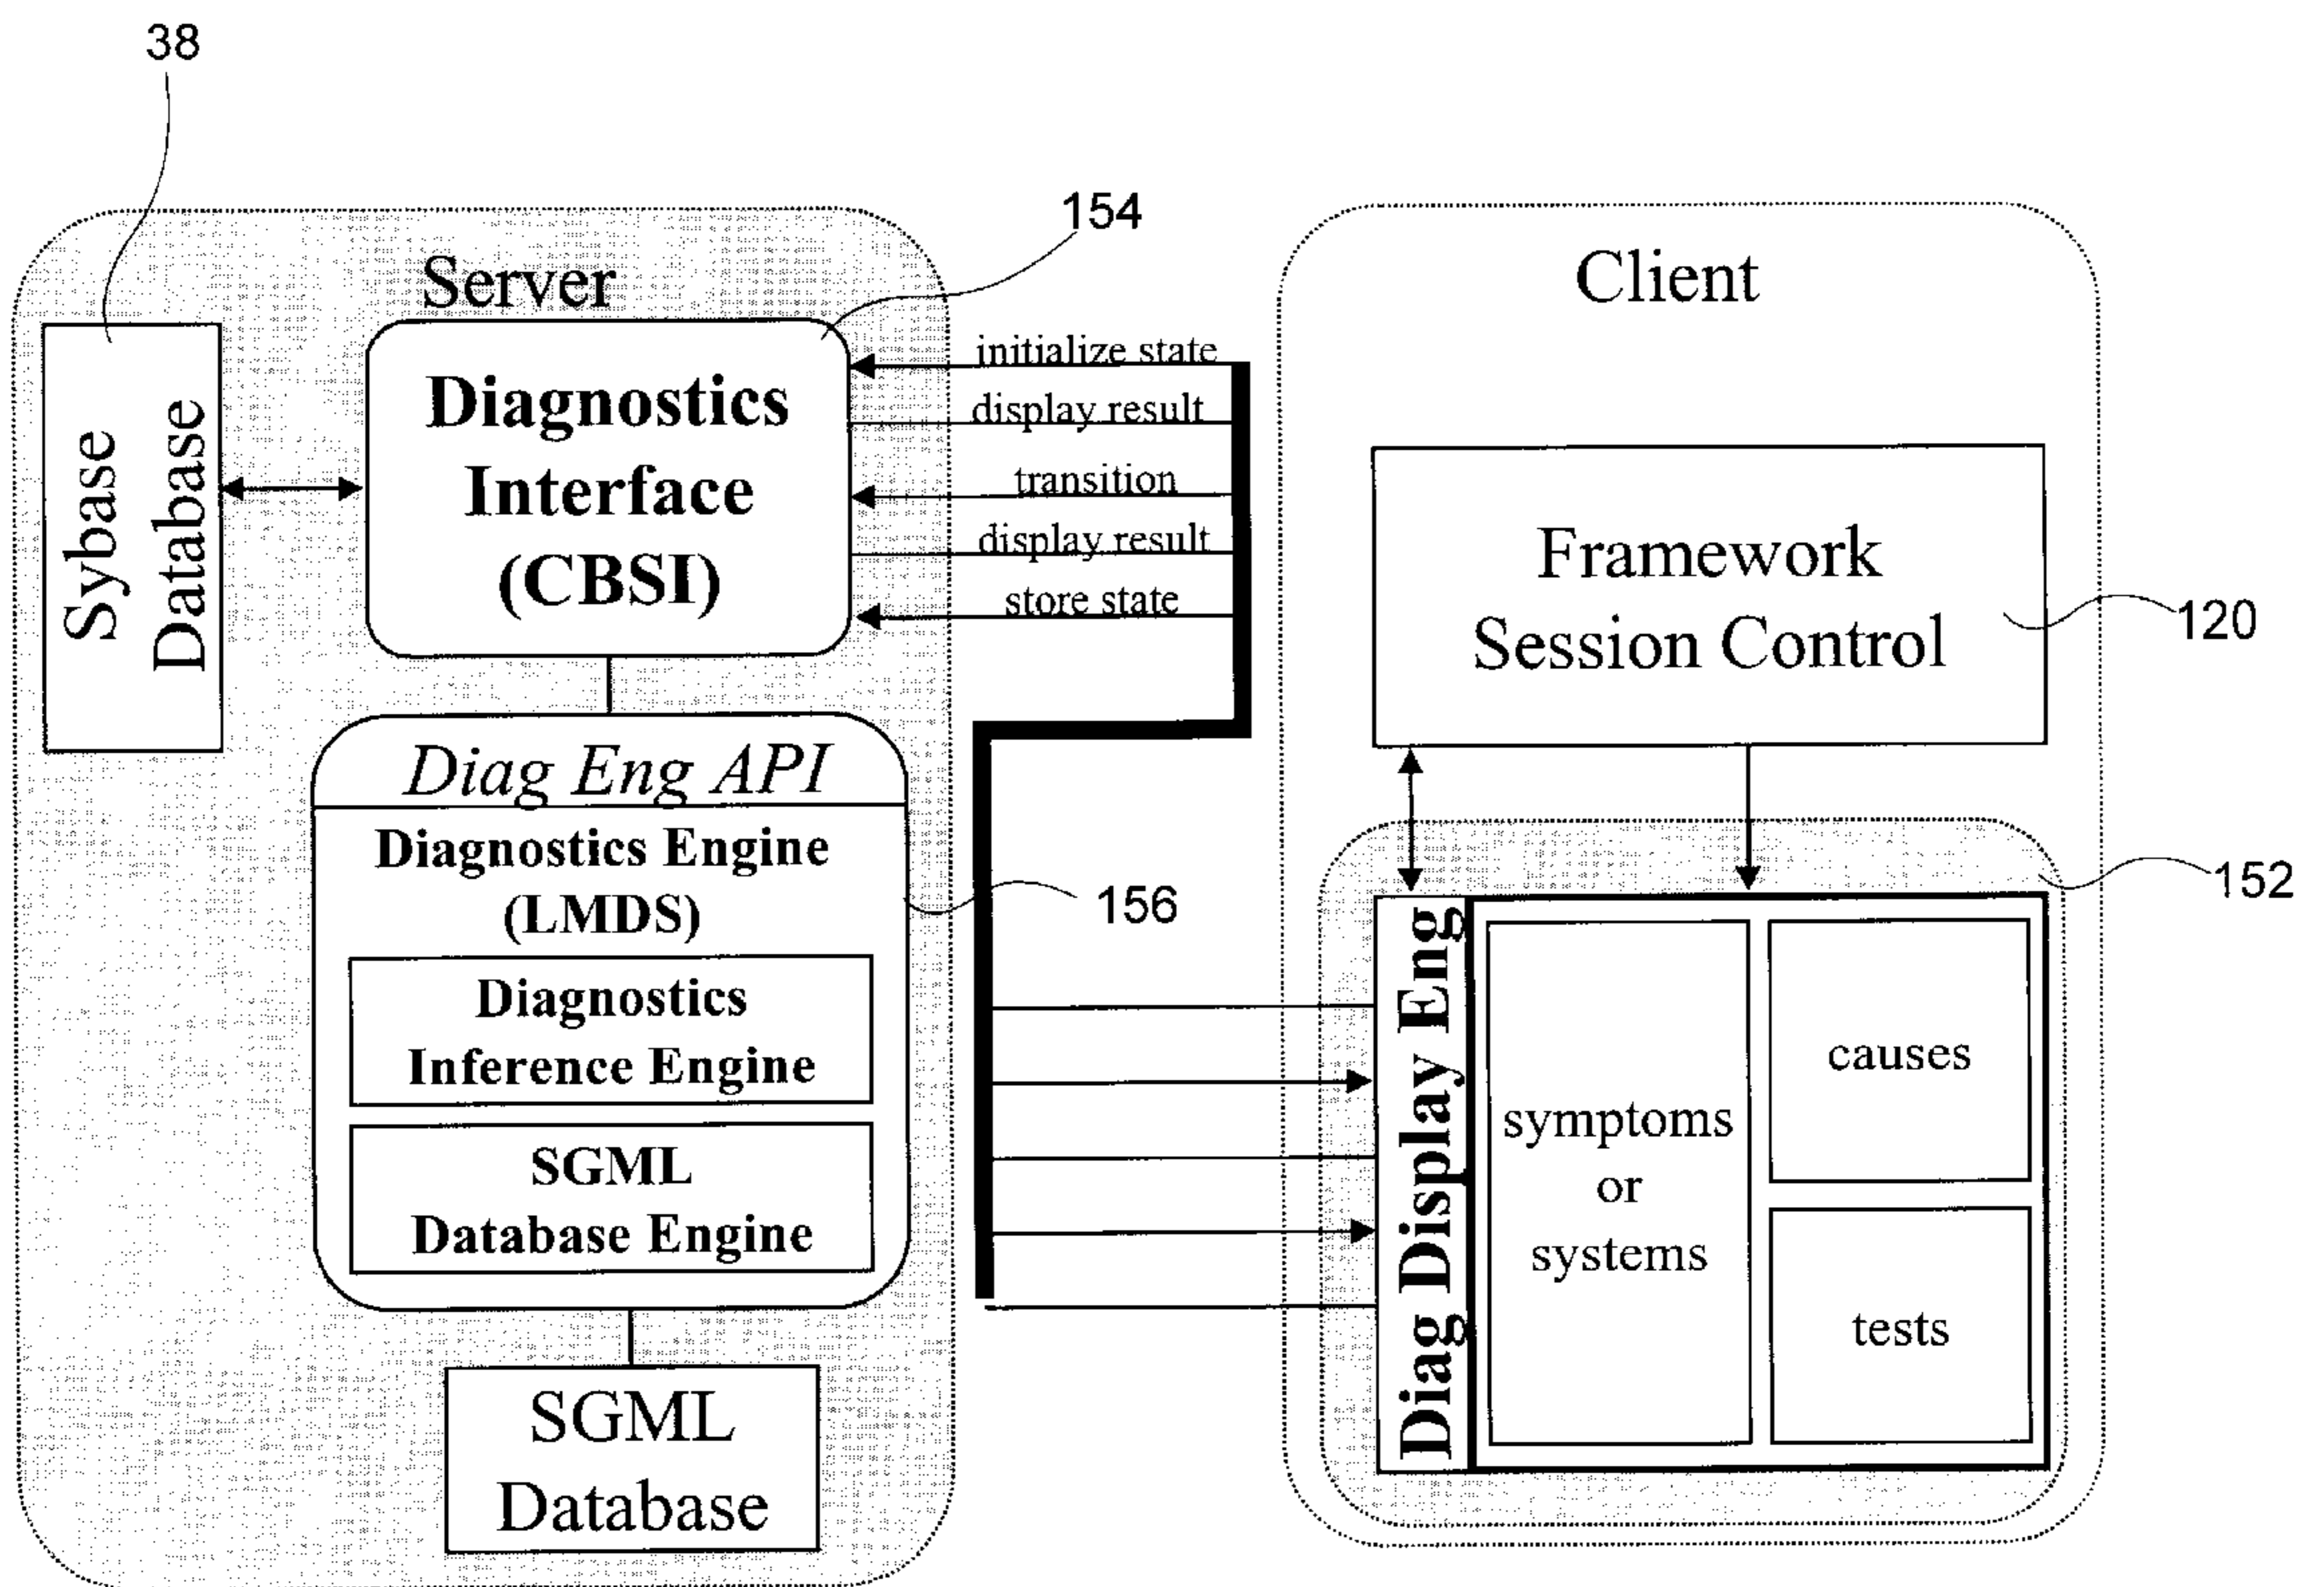 38
154
Server
Client
Sybase
Database
Diagnostics
Interface
(CBSI)
initialize state
display result
transition
display result
store state
Framework
Session Control
120
Diag Eng API
Diagnostics Engine
(LMDS)
Diagnostics
Inference Engine
SGML
Database Engine
156
152
Diag Display Eng
symptoms
or
systems
causes
tests
SGML
Database